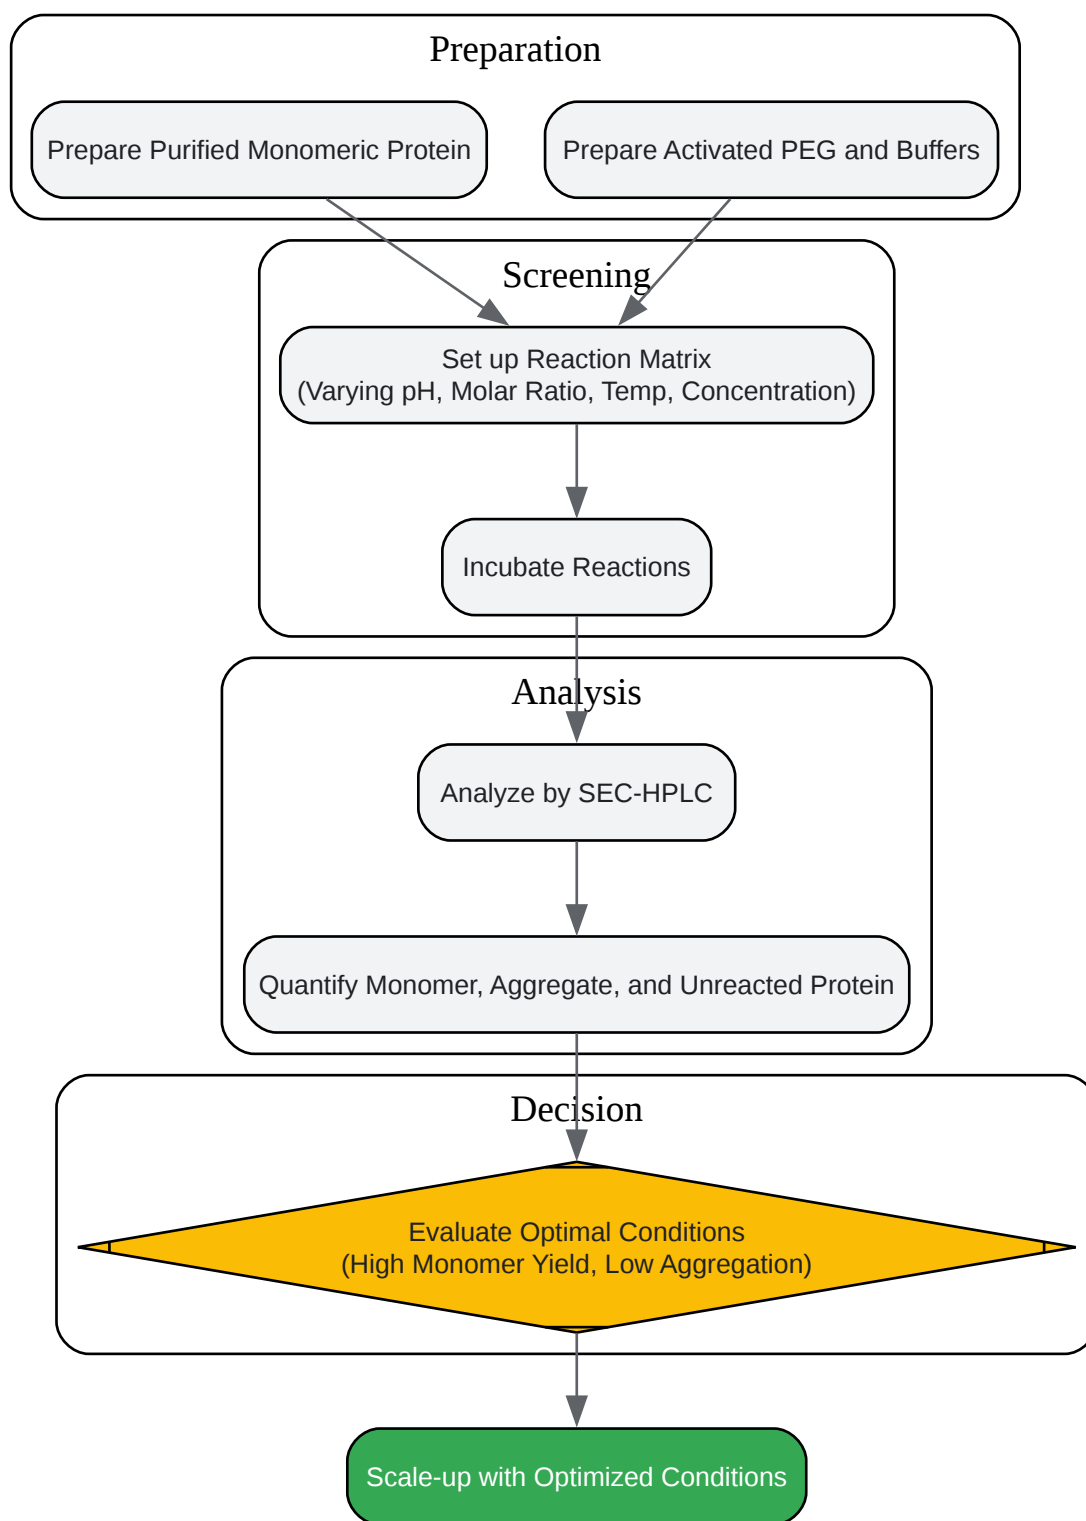 Preparation
Prepare Purified Monomeric Protein
Prepare Activated PEG and Buffers
Screening
Set up Reaction Matrix
(Varying pH, Molar Ratio, Temp, Concentration)
Incubate Reactions
Analysis
Analyze by SEC-HPLC
Quantify Monomer, Aggregate, and Unreacted Protein
Decision
Evaluate Optimal Conditions
(High Monomer Yield, Low Aggregation)
Scale-up with Optimized Conditions